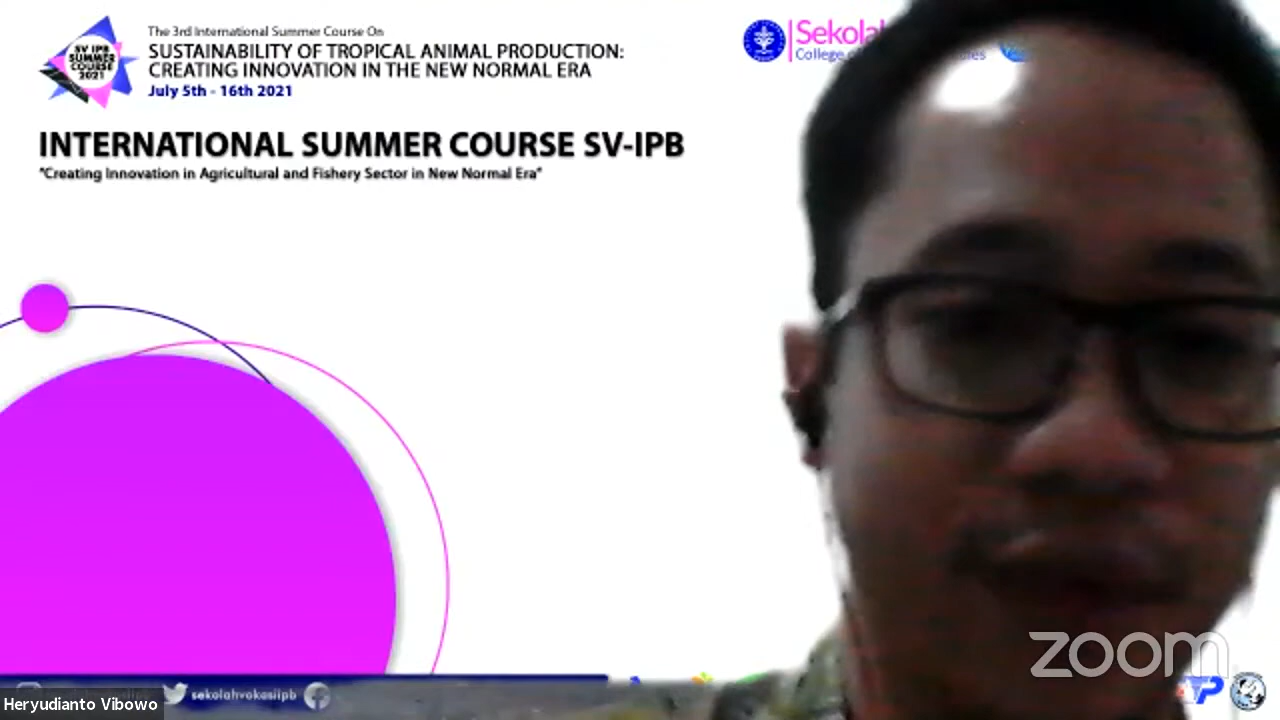 SV IPB
SUMMER
COURSE
2021
The 3rd International Summer Course On
SUSTAINABILITY OF TROPICAL ANIMAL PRODUCTION:
CREATING INNOVATION IN THE NEW NORMAL ERA
July 5th - 16th 2021
Sekolah
College
INTERNATIONAL SUMMER COURSE SV-IPB
"Creating Innovation in Agricultural and Fishery Sector in New Normal Era"
zoom
sekolahvokasiipb
Heryudianto Vibowo